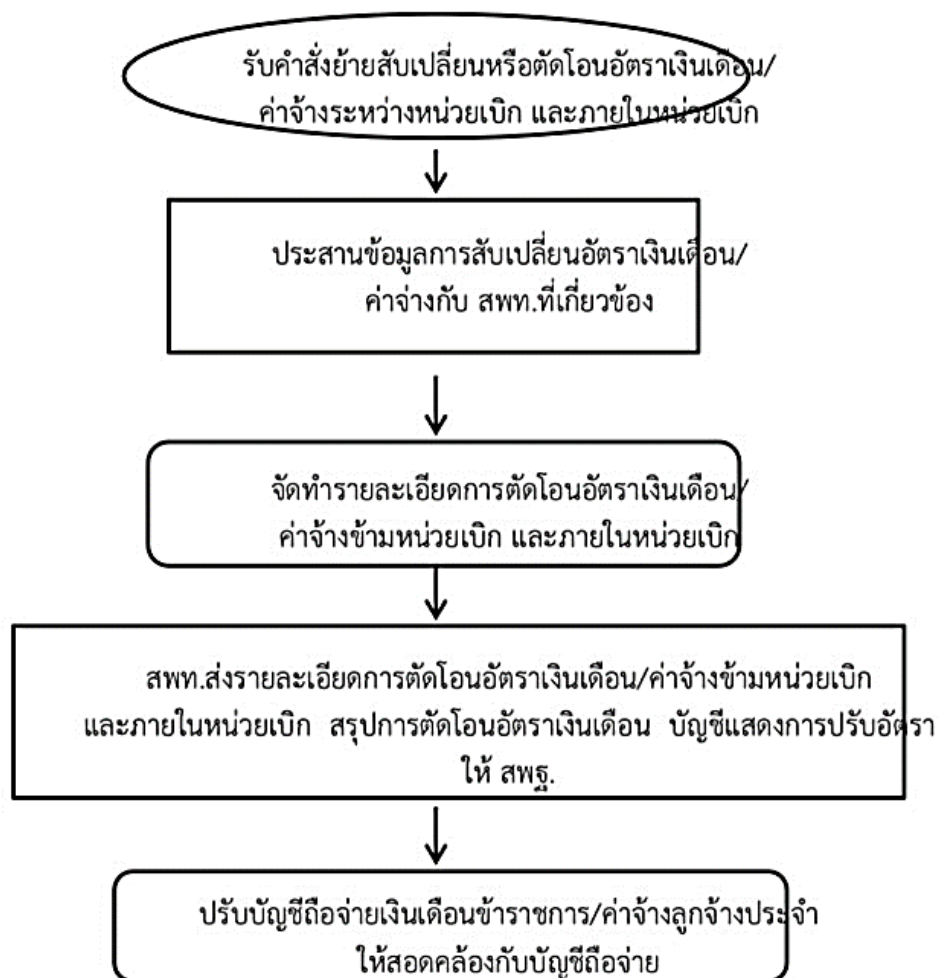 รับคำสั่งย้ายสับเปลี่ยนหรือตัดโอนอัตราเงินเดือน/
ค่าจ้างระหว่างหน่วยเบิก และภายในหน่วยเบิก
ประสานข้อมูลการสับเปลี่ยนอัตราเงินเดือน/
ค่าจ่างกับ สพท.ที่เกี่ยวข้อง
จัดทำรายละเอียดการตัดโอนอัตราเงินเดือน/
ค่าจ้างข้ามหน่วยเบิก และภายในหน่วยเบิก
สพท.ส่งรายละเอียดการตัดโอนอัตราเงินเดือน/ค่าจ้างข้ามหน่วยเบิก
และภายในหน่วยเบิก สรุปการตัดโอนอัตราเงินเดือน บัญชีแสดงการปรับอัตรา
ให้ สพฐ.
ปรับบัญชีถือจ่ายเงินเดือนข้าราชการ/ค่าจ้างลูกจ้างประจำ
ให้สอดคล้องกับบัญชีถือจ่าย